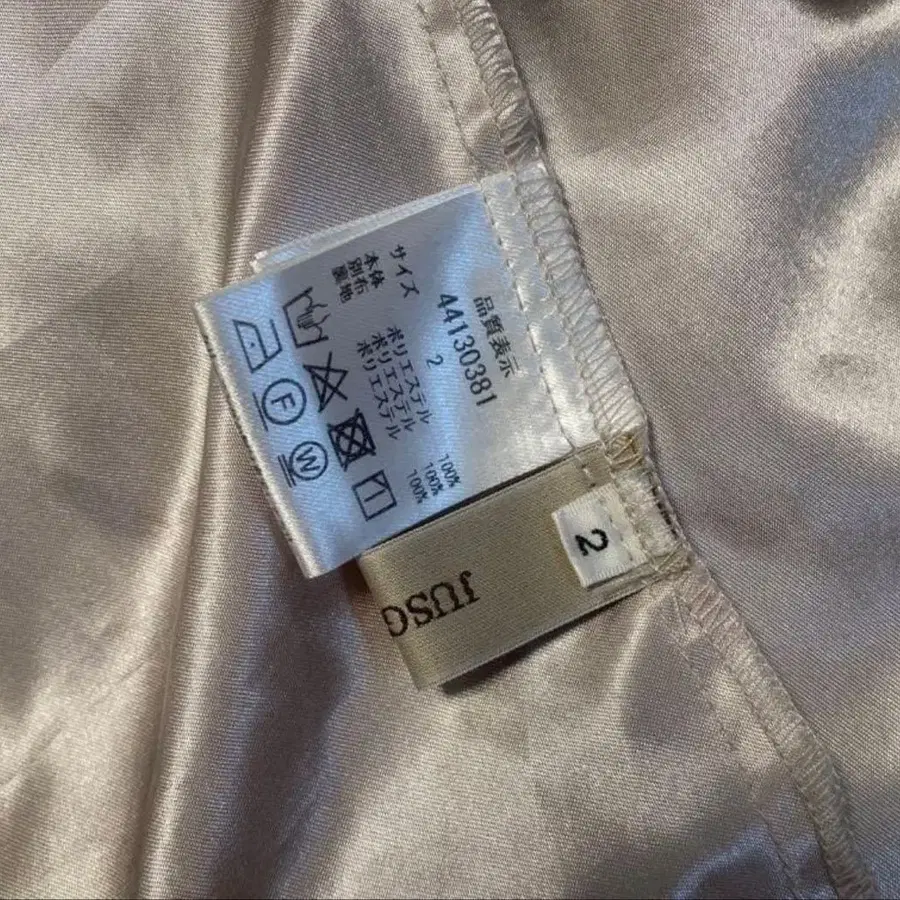 品質表示
44130381
サイズ 2
本体 ポリエステル 100%
別布 ポリエステル 100%
裏地 ポリエステル 100%
F
W
2
JUSG